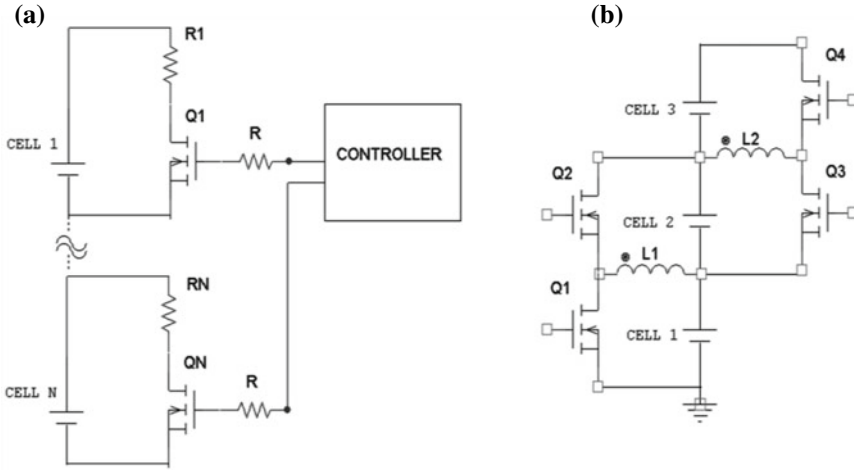 (a)
R1
Q1
R
CELL 1
CONTROLLER
RN
QN
R
CELL N
(b)
Q4
CELL 3
L2
Q2
Q3
CELL 2
L1
Q1
CELL 1